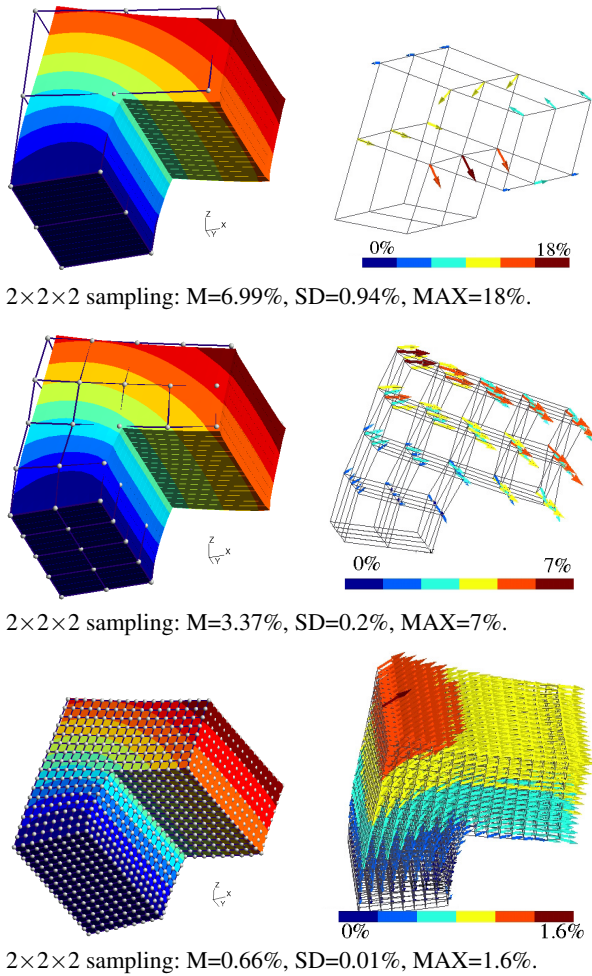 Z
X
Y
0% 18%
2×2×2 sampling: M=6.99%, SD=0.94%, MAX=18%.
Z
X
Y
0% 7%
2×2×2 sampling: M=3.37%, SD=0.2%, MAX=7%.
Z
X
Y
0% 1.6%
2×2×2 sampling: M=0.66%, SD=0.01%, MAX=1.6%.